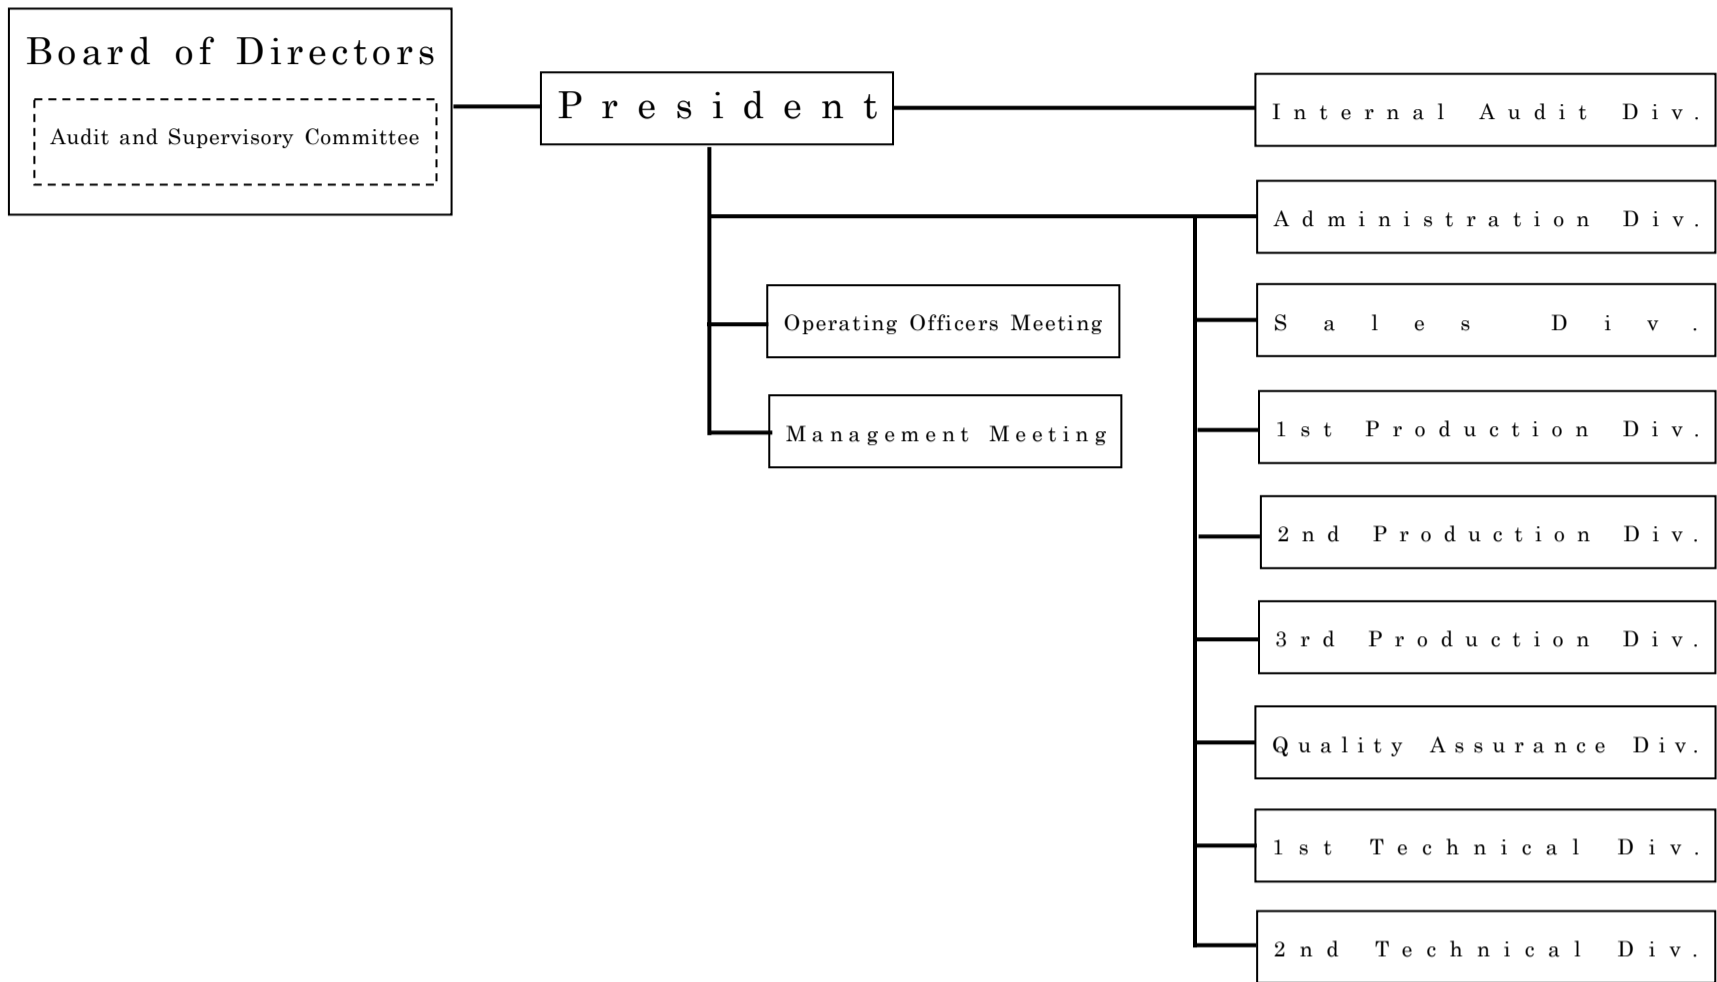 Board of Directors
Audit and Supervisory Committee
President
Internal Audit Div.
Administration Div.
Operating Officers Meeting
Management Meeting
Sales Div.
1st Production Div.
2nd Production Div.
3rd Production Div.
Quality Assurance Div.
1st Technical Div.
2nd Technical Div.